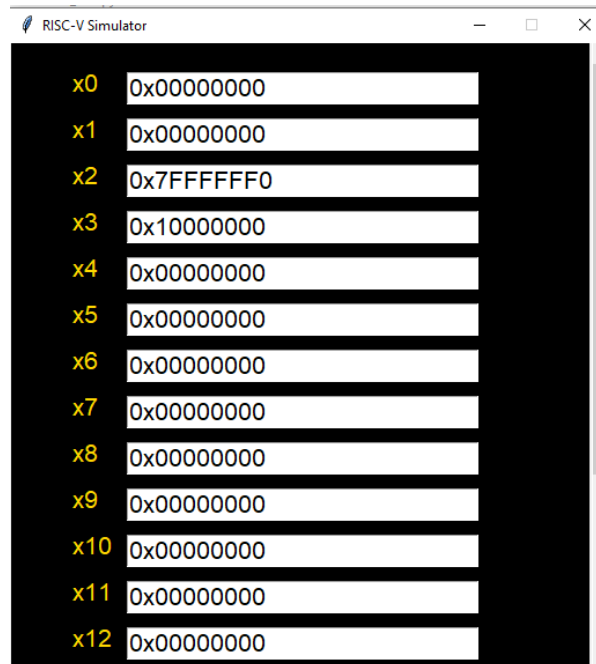 RISC-V Simulator
x0 0x00000000
x1 0x00000000
x2 0x7FFFFFF0
x3 0x10000000
x4 0x00000000
x5 0x00000000
x6 0x00000000
x7 0x00000000
x8 0x00000000
x9 0x00000000
x10 0x00000000
x11 0x00000000
x12 0x00000000